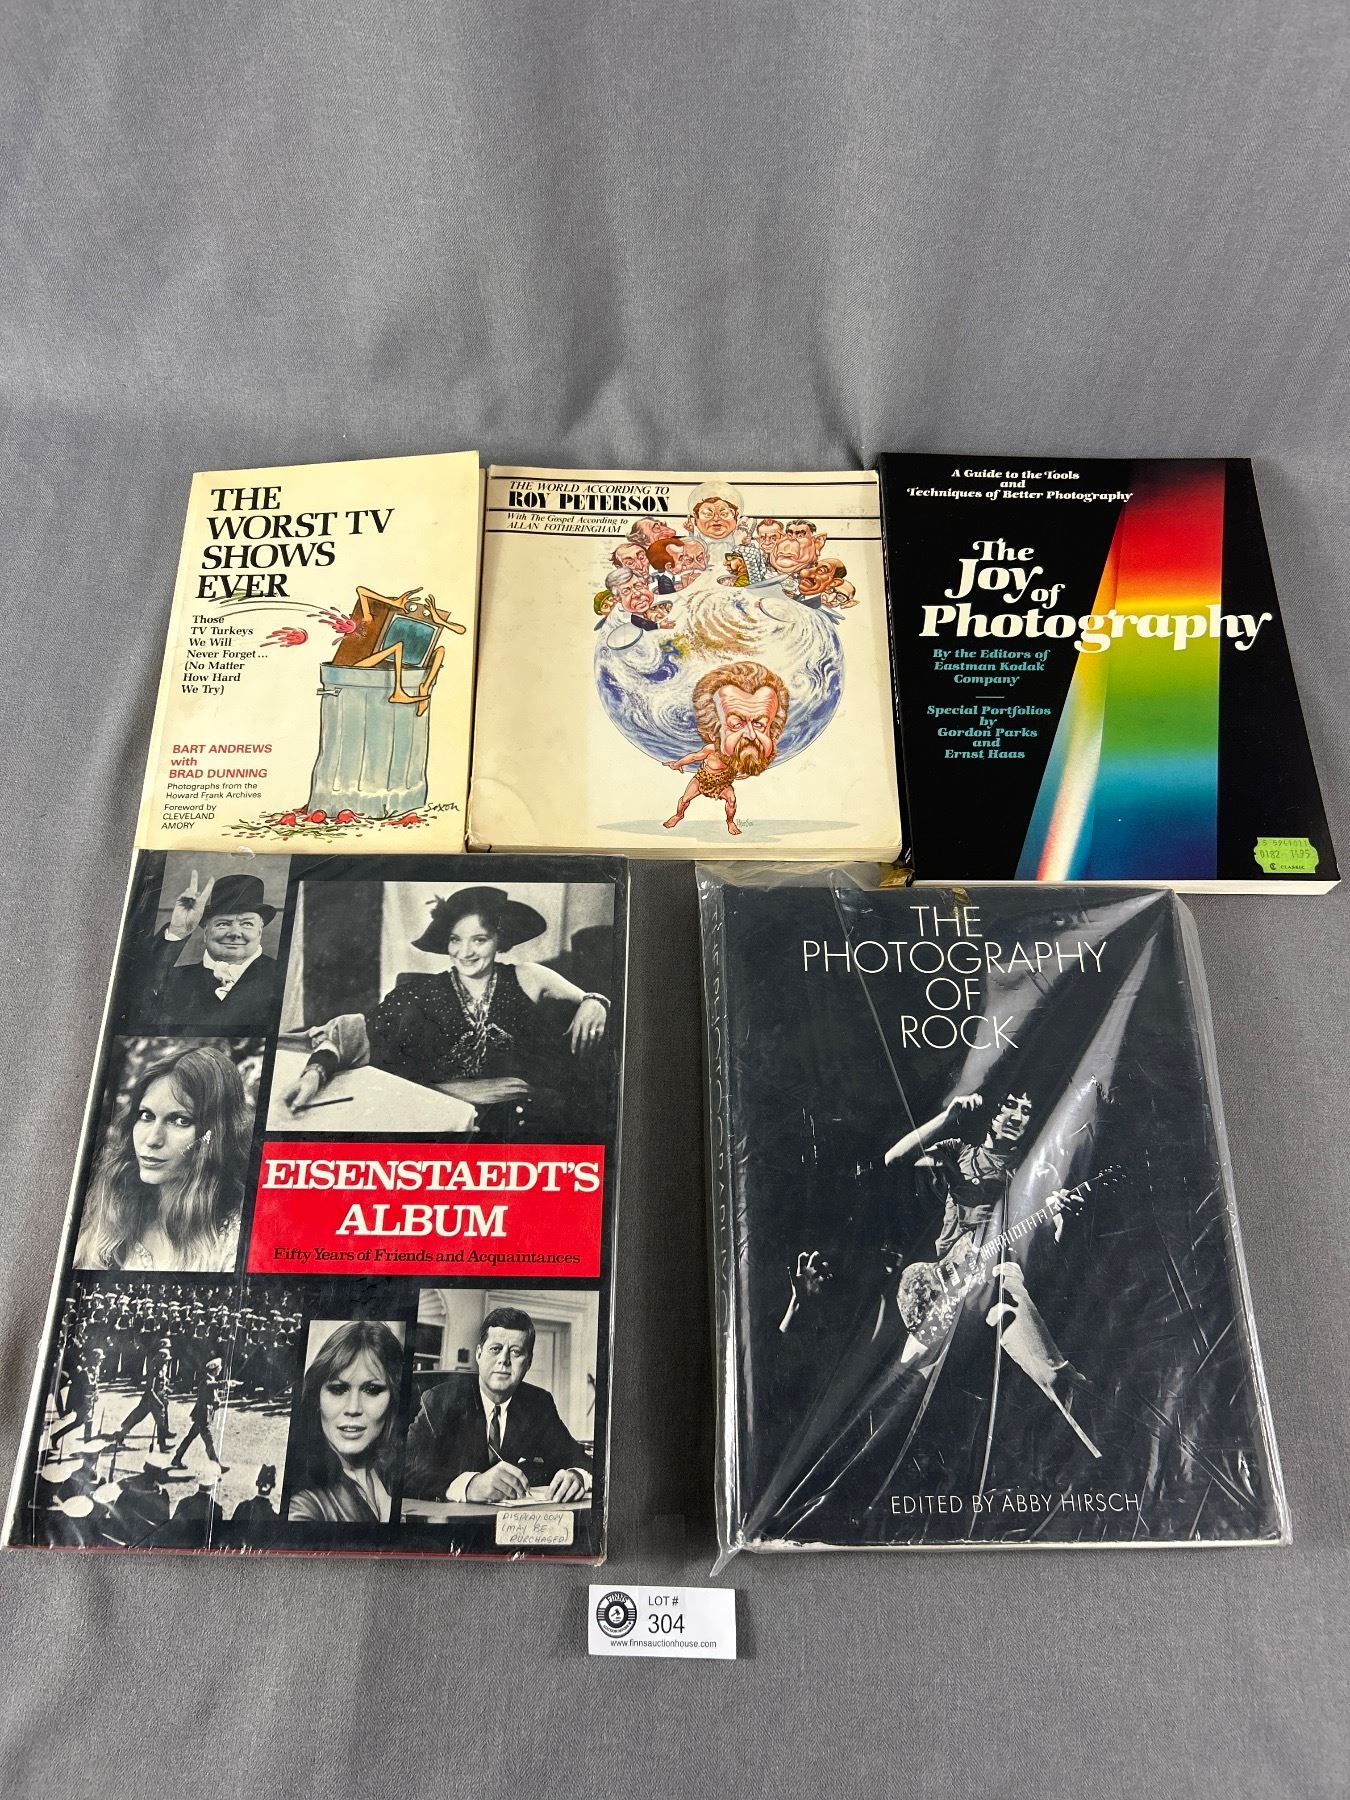 THE
WORST TV
SHOWS
EVER
Those
TV Turkeys
We Will
Never Forget...
(No Matter
How Hard
We Try)
BART ANDREWS
with
BRAD DUNNING
Photographs from the
Howard Frank Archives
Foreword by
CLEVELAND
AMORY
Saxon
THE WORLD ACCORDING TO
ROY PETERSON
With The Gospel According to
ALLAN FOTHERINGHAM
A Guide to the Tools
and
Techniques of Better Photography
The
Joy of
Photography
By the Editors of
Eastman Kodak
Company
Special Portfolios
by
Gordon Parks
and
Ernst Haas
0182 1495
CLASSIC
EISENSTAEDT'S
ALBUM
Fifty Years of Friends and Acquaintances
DISPLAY COPY
(MAY BE
PURCHASED)
THE
PHOTOGRAPHY
OF
ROCK
EDITED BY ABBY HIRSCH
FINNS
LOT #
304
www.finnsauctionhouse.com